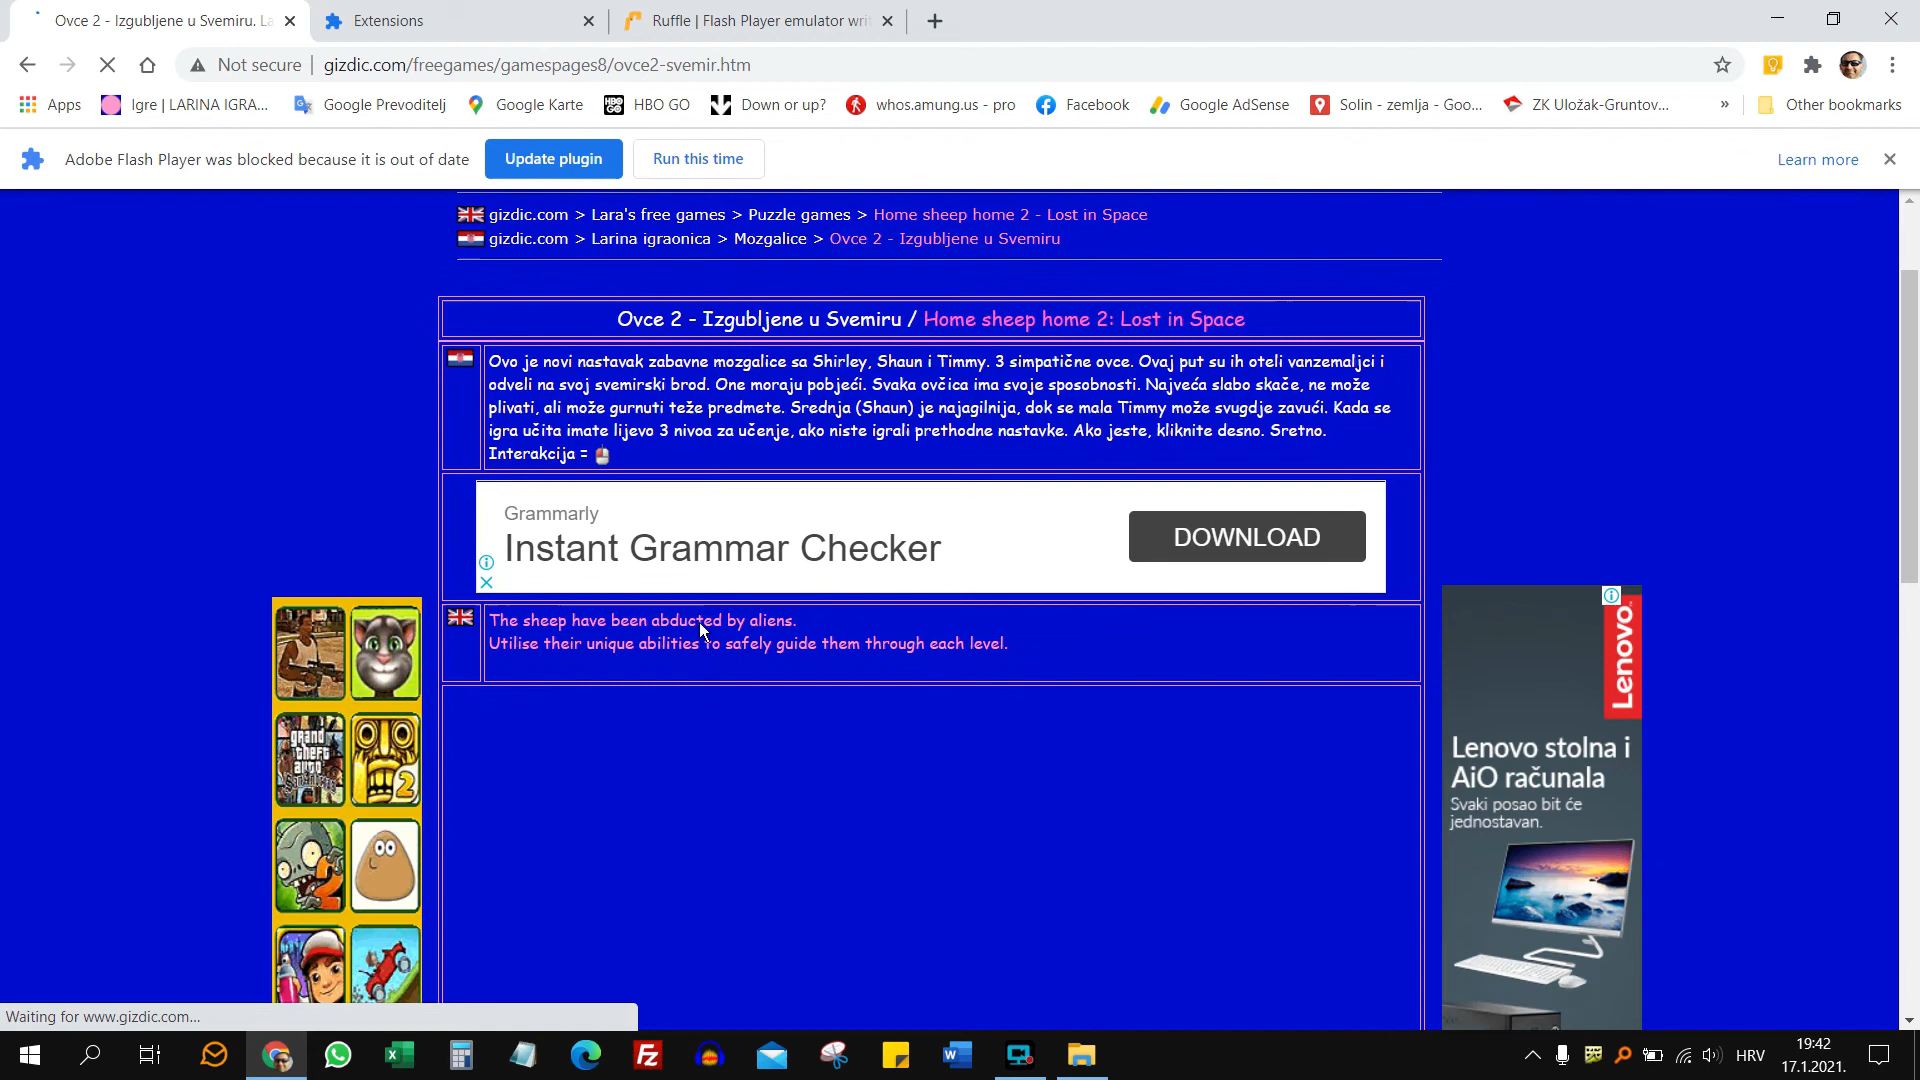 Ovce 2 - Izgubljene u Svemiru. La
Extensions
Ruffle | Flash Player emulator writ
Not secure
gizdic.com/freegames/gamespages8/ovce2-svemir.htm
Apps
Igre | LARINA IGRA...
Google Prevoditelj
Google Karte
HBO GO
Down or up?
whos.amung.us - pro
Facebook
Google AdSense
Solin - zemlja - Goo...
ZK Uložak-Gruntov...
»
Other bookmarks
Adobe Flash Player was blocked because it is out of date
Update plugin
Run this time
Learn more
gizdic.com > Lara's free games > Puzzle games > Home sheep home 2 - Lost in Space
gizdic.com > Larina igraonica > Mozgalice > Ovce 2 - Izgubljene u Svemiru
Ovce 2 - Izgubljene u Svemiru / Home sheep home 2: Lost in Space
Ovo je novi nastavak zabavne mozgalice sa Shirley, Shaun i Timmy. 3 simpatične ovce. Ovaj put su ih oteli vanzemaljci i
odveli na svoj svemirski brod. One moraju pobjeći. Svaka ovčica ima svoje sposobnosti. Najveća slabo skače, ne može
plivati, ali može gurnuti teže predmete. Srednja (Shaun) je najagilnija, dok se mala Timmy može svugdje zavući. Kada se
igra učita imate lijevo 3 nivoa za učenje, ako niste igrali prethodne nastavke. Ako jeste, kliknite desno. Sretno.
Interakcija =
Grammarly
Instant Grammar Checker
DOWNLOAD
The sheep have been abducted by aliens.
Utilise their unique abilities to safely guide them through each level.
grand
theft
auto
San Andreas
2
2
Lenovo
Lenovo stolna i
AiO računala
Svaki posao bit će
jednostavan.
Waiting for www.gizdic.com...
HRV
19:42
17.1.2021.